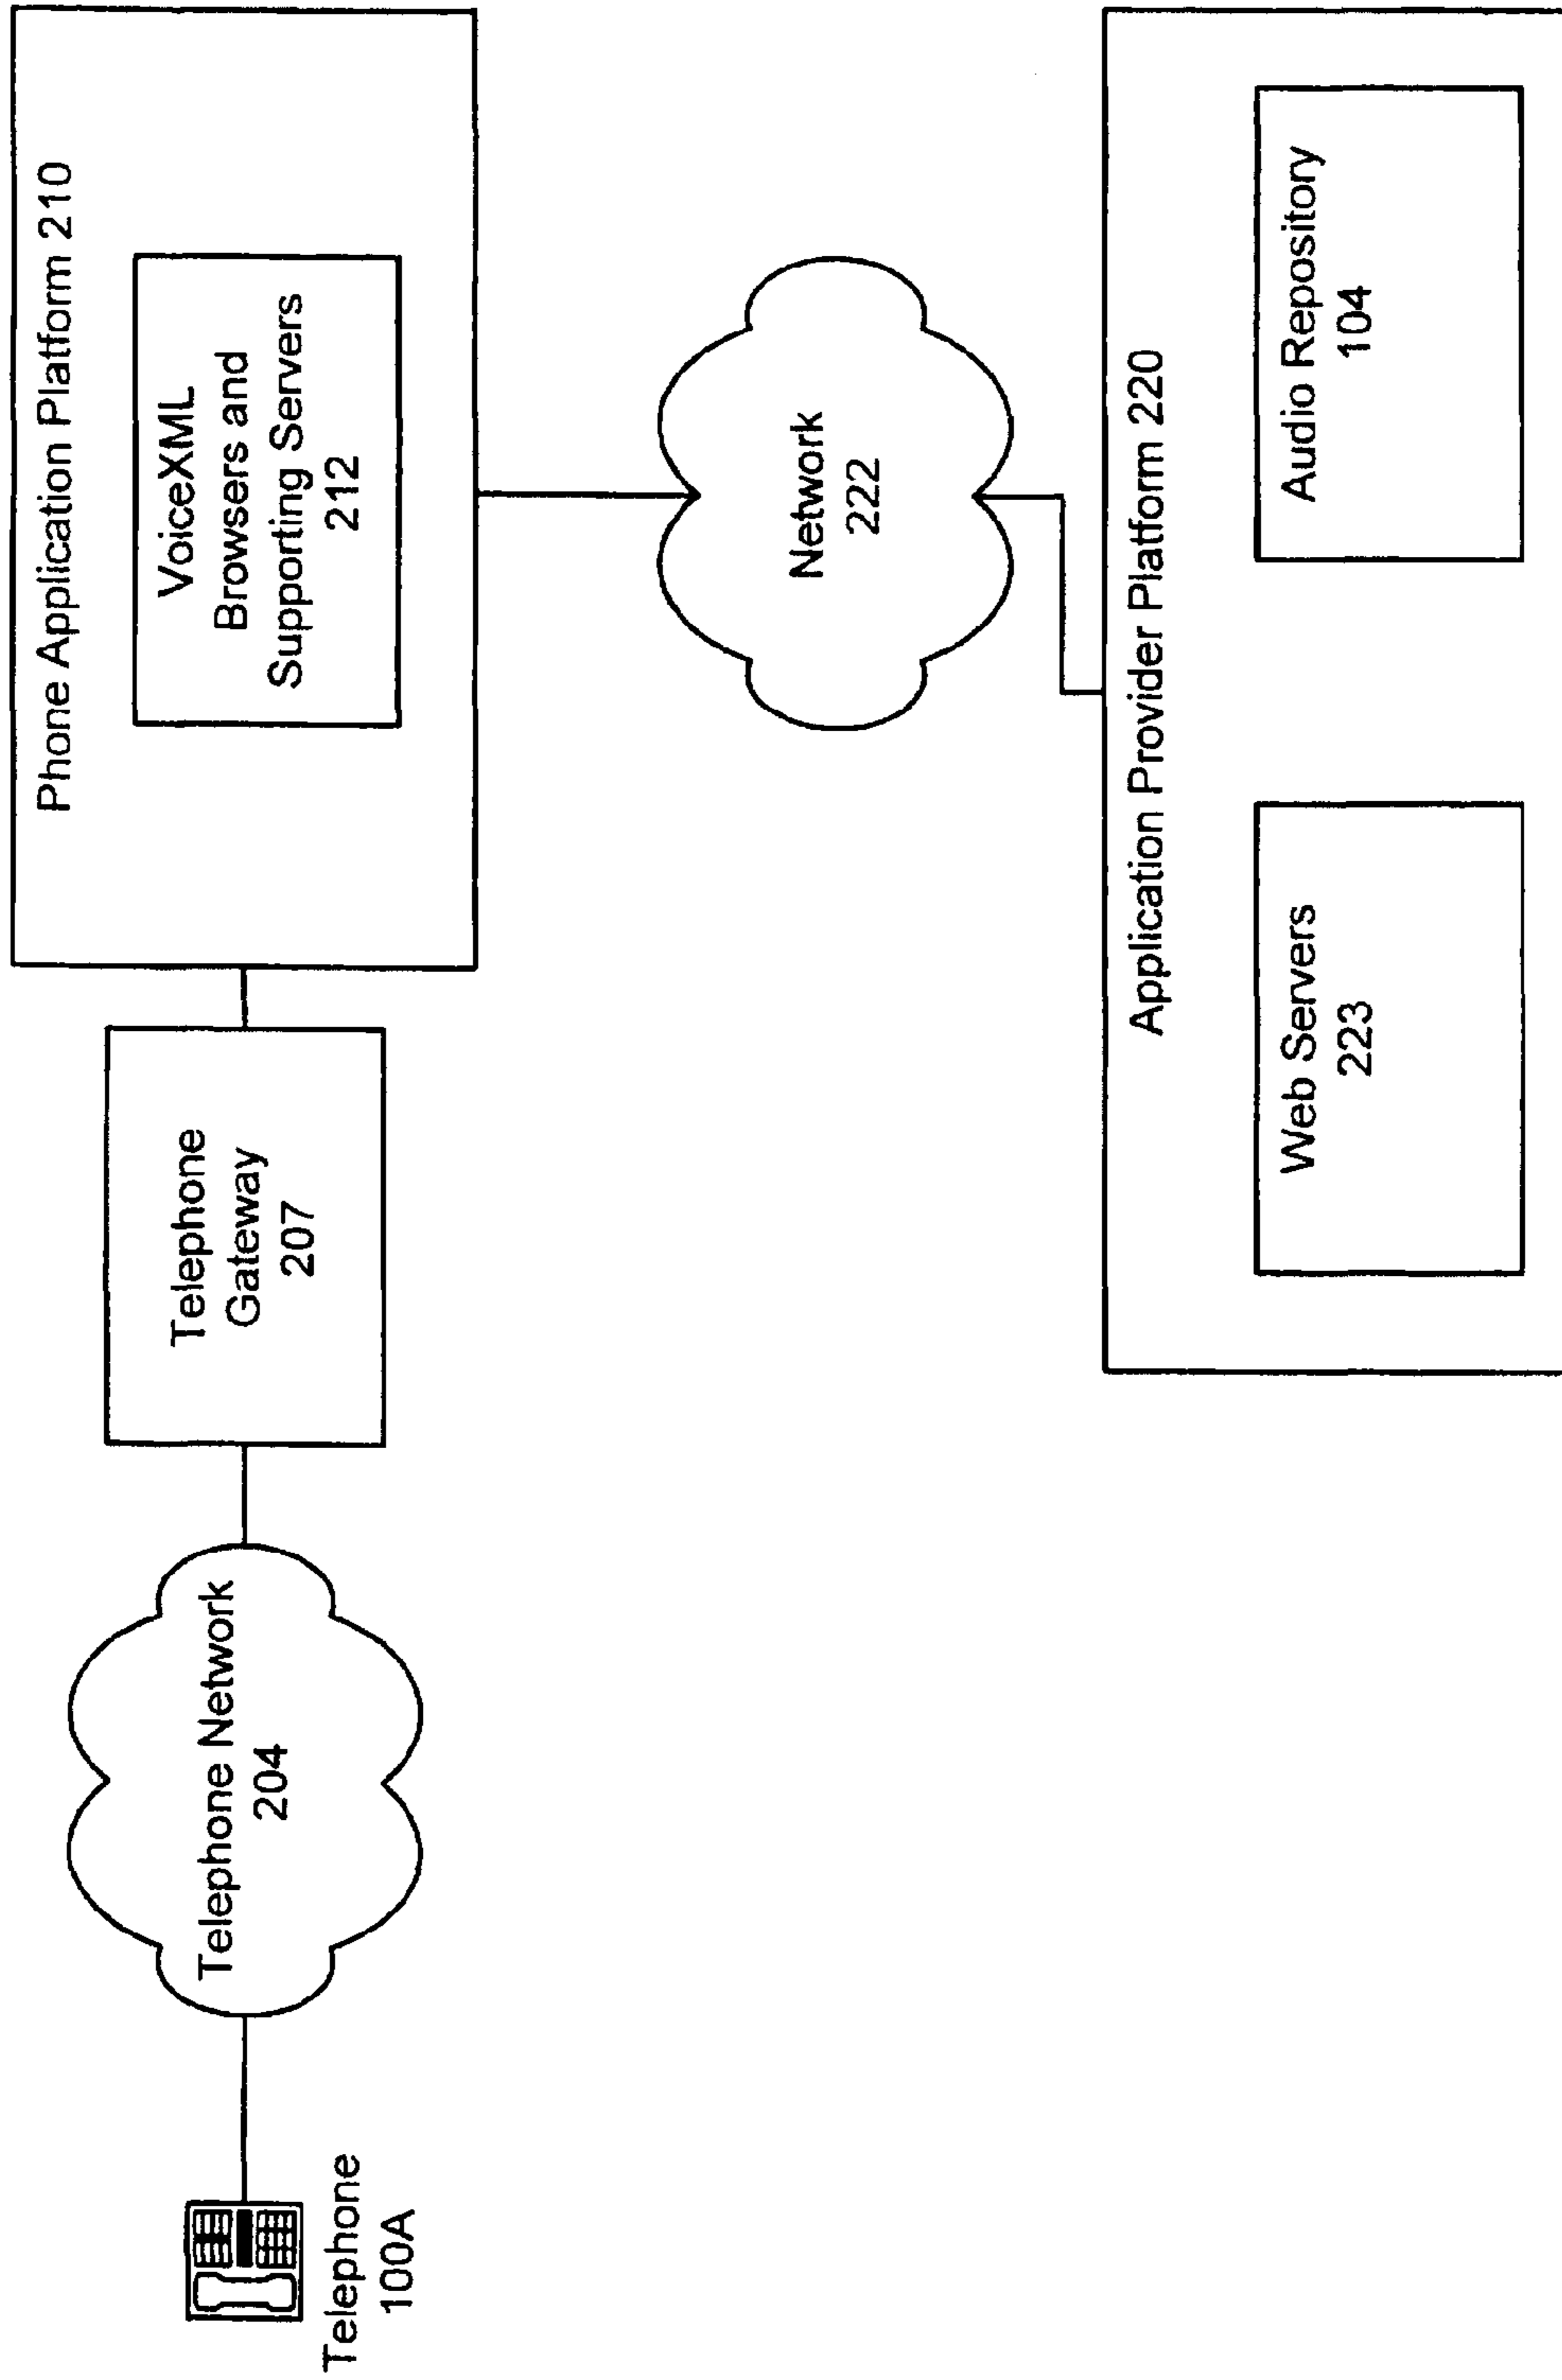 Telephone
100A
Telephone Network
204
Telephone
Gateway
207
Phone Application Platform 210
VoiceXML
Browsers and
Supporting Servers
212
Network
222
Application Provider Platform 220
Web Servers
223
Audio Repository
104